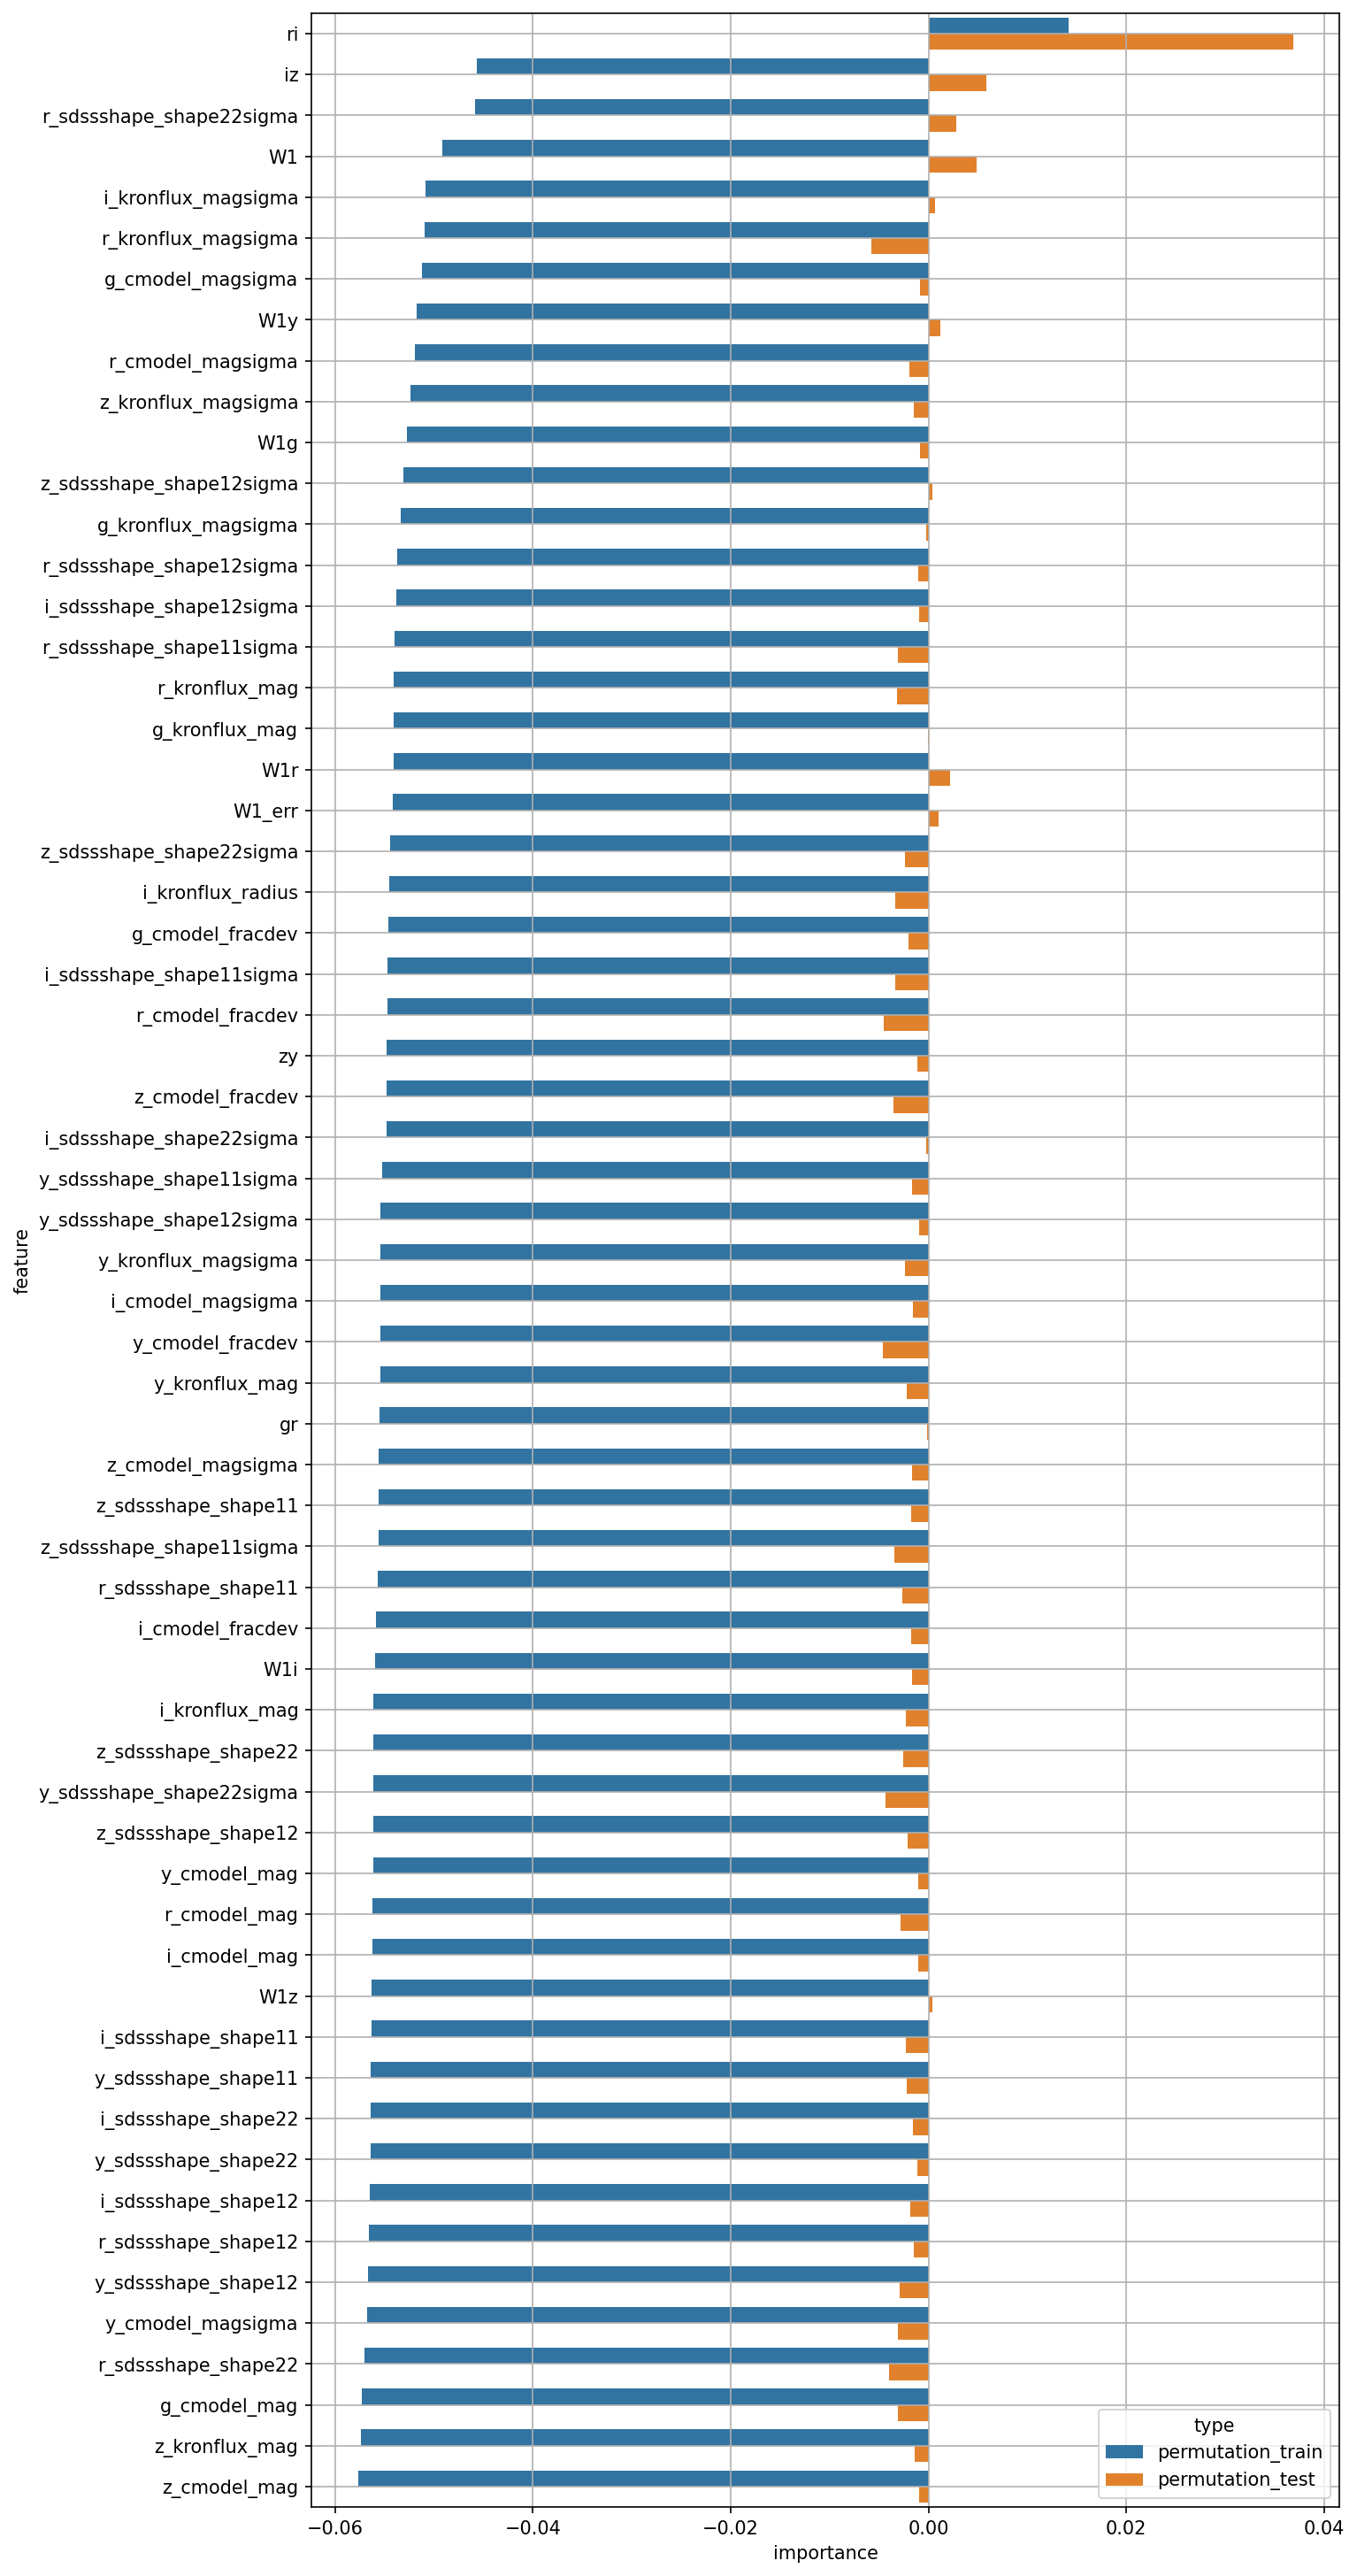 ri
iz
r_sdssshape_shape22sigma
W1
i_kronflux_magsigma
r_kronflux_magsigma
g_cmodel_magsigma
W1y
r_cmodel_magsigma
z_kronflux_magsigma
W1g
z_sdssshape_shape12sigma
g_kronflux_magsigma
r_sdssshape_shape12sigma
i_sdssshape_shape12sigma
r_sdssshape_shape11sigma
r_kronflux_mag
g_kronflux_mag
W1r
W1_err
z_sdssshape_shape22sigma
i_kronflux_radius
g_cmodel_fracdev
i_sdssshape_shape11sigma
r_cmodel_fracdev
zy
z_cmodel_fracdev
i_sdssshape_shape22sigma
y_sdssshape_shape11sigma
y_sdssshape_shape12sigma
y_kronflux_magsigma
i_cmodel_magsigma
y_cmodel_fracdev
y_kronflux_mag
gr
z_cmodel_magsigma
z_sdssshape_shape11
z_sdssshape_shape11sigma
r_sdssshape_shape11
i_cmodel_fracdev
W1i
i_kronflux_mag
z_sdssshape_shape22
y_sdssshape_shape22sigma
z_sdssshape_shape12
y_cmodel_mag
r_cmodel_mag
i_cmodel_mag
W1z
i_sdssshape_shape11
y_sdssshape_shape11
i_sdssshape_shape22
y_sdssshape_shape22
i_sdssshape_shape12
r_sdssshape_shape12
y_sdssshape_shape12
y_cmodel_magsigma
r_sdssshape_shape22
g_cmodel_mag
z_kronflux_mag
z_cmodel_mag
feature
type
permutation_train
permutation_test
−0.06 −0.04 −0.02 0.00 0.02 0.04
importance